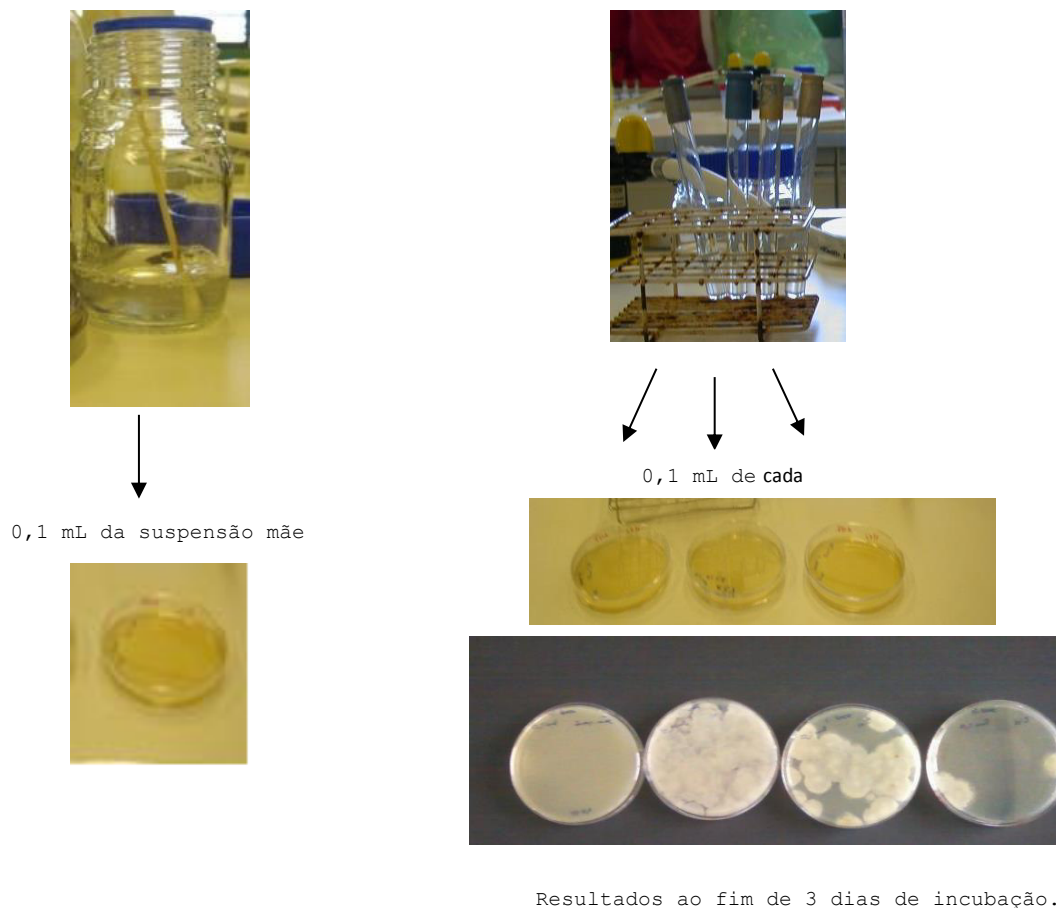 0,1 mL da suspensão mãe
0,1 mL de cada
Resultados ao fim de 3 dias de incubação.